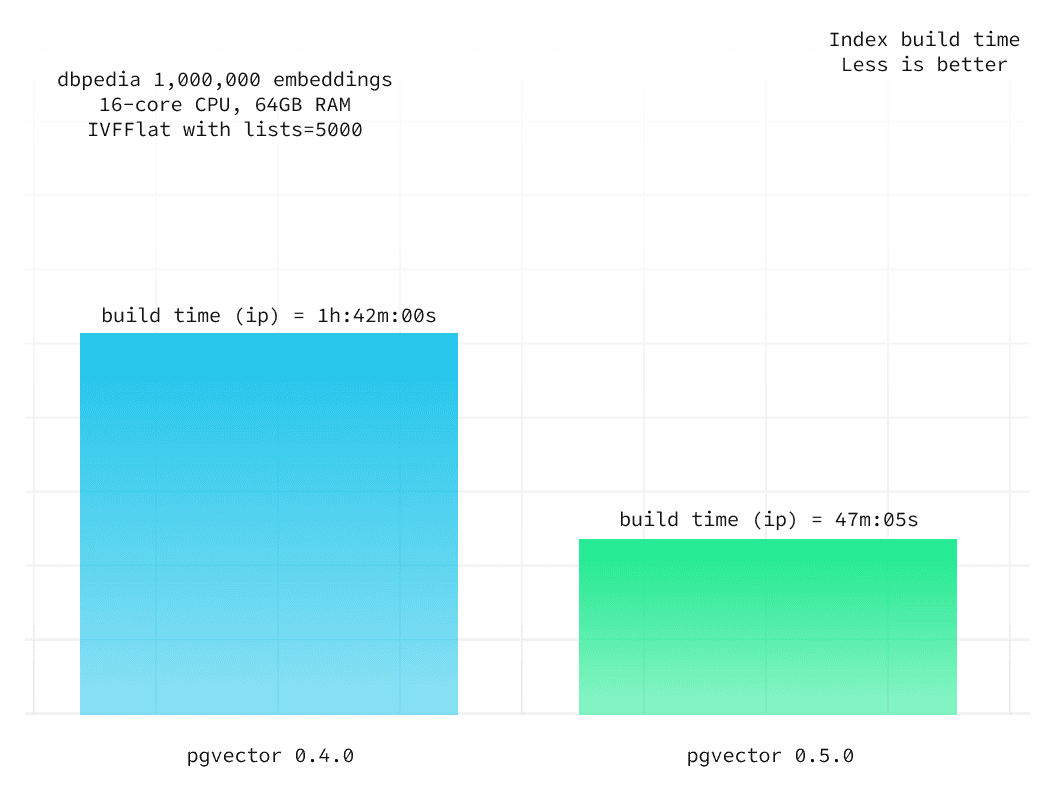 Index build time
Less is better
dbpedia 1,000,000 embeddings
16-core CPU, 64GB RAM
IVFFlat with lists=5000
build time (ip) = 1h:42m:00s
build time (ip) = 47m:05s
pgvector 0.4.0
pgvector 0.5.0